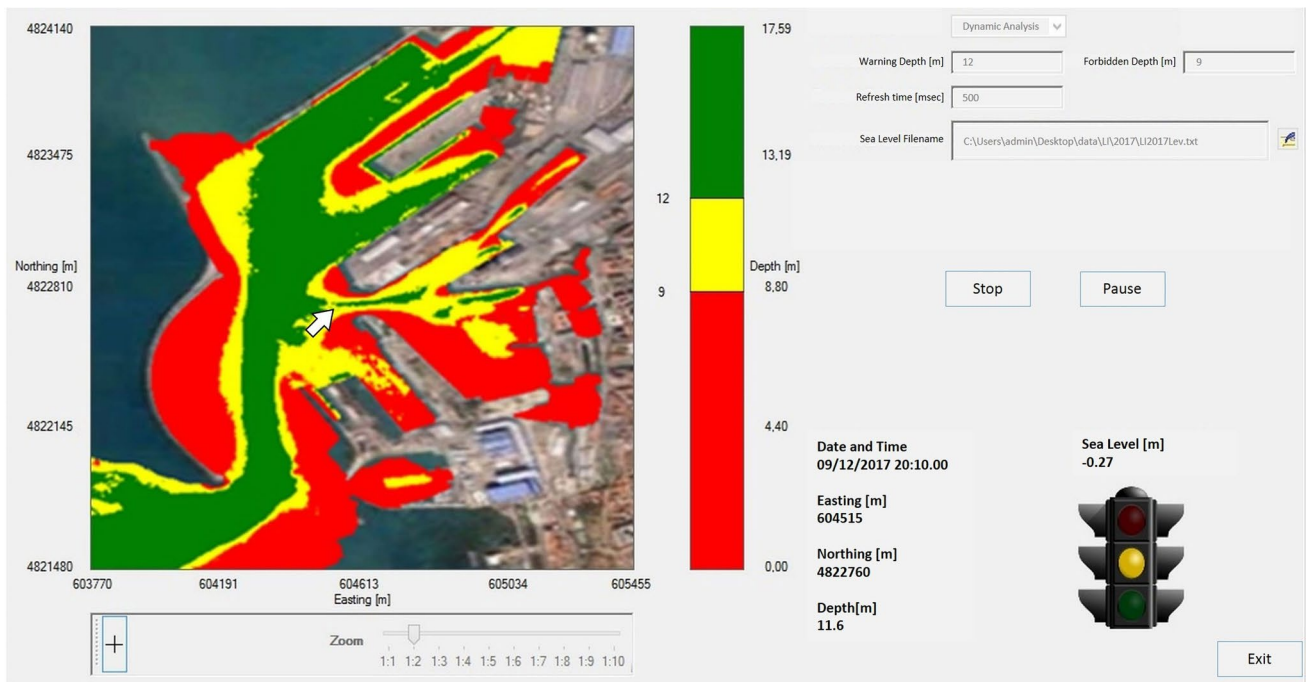 4824140
4823475
Northing [m]
4822810
4822145
4821480
603770
604191
604613
605034
605455
Easting [m]
Zoom
1:1 1:2 1:3 1:4 1:5 1:6 1:7 1:8 1:9 1:10
17,59
13,19
12
Depth [m]
8,80
9
4,40
0,00
Dynamic Analysis
Warning Depth [m] 12 Forbidden Depth [m] 9
Refresh time [msec] 500
Sea Level Filename C:\Users\admin\Desktop\data\LI\2017\LI2017Lev.txt
Stop Pause
Date and Time
09/12/2017 20:10.00
Easting [m]
604515
Northing [m]
4822760
Depth[m]
11.6
Sea Level [m]
-0.27
Exit